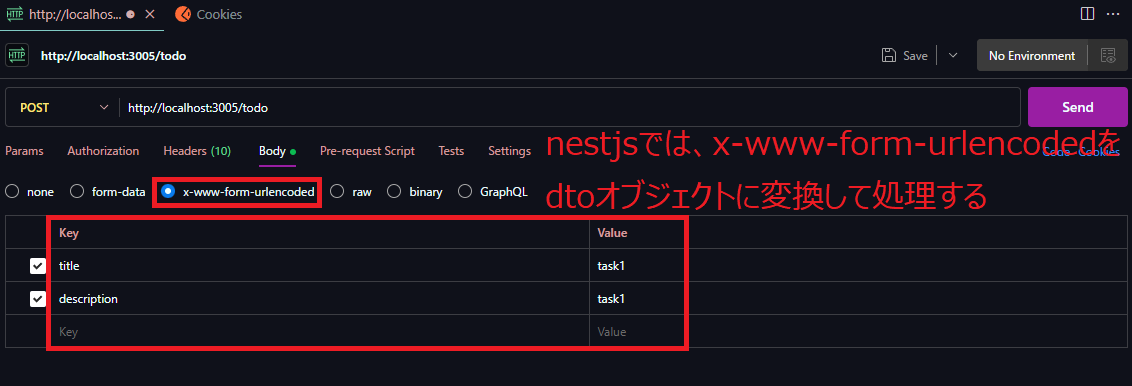 http://localhos... Cookies
http://localhost:3005/todo Save No Environment
POST http://localhost:3005/todo Send
Params Authorization Headers (10) Body Pre-request Script Tests Settings Code Cookies
nestjsでは、x-www-form-urlencodedを
none form-data x-www-form-urlencoded raw binary GraphQL
dtoオブジェクトに変換して処理する
Key Value
title task1
description task1
Key Value